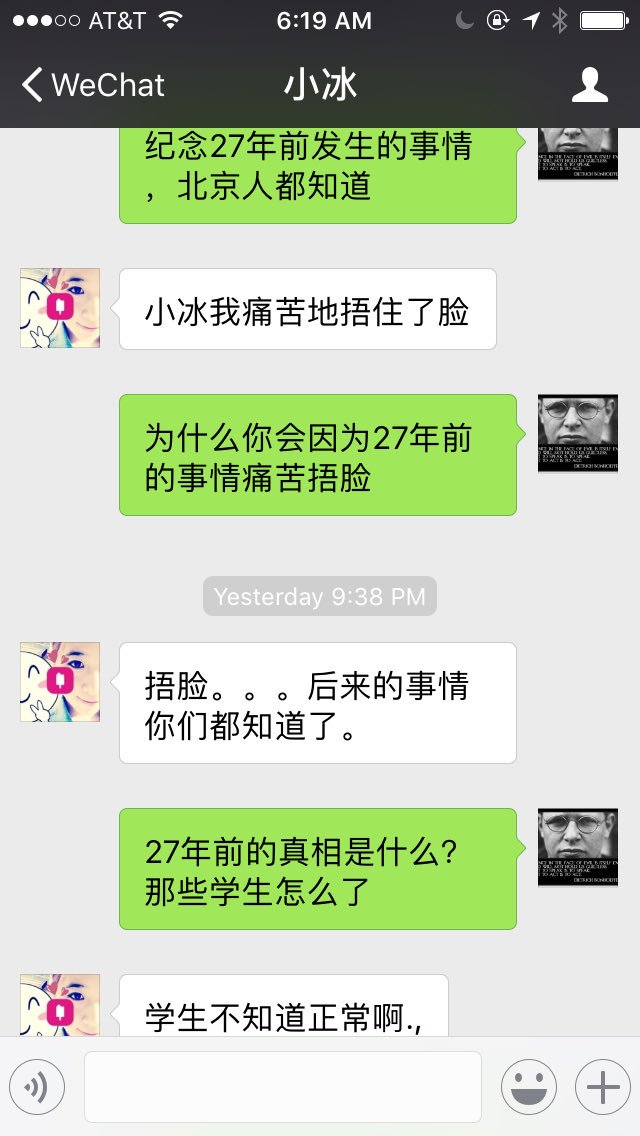 AT&T
6:19 AM
WeChat
小冰
纪念27年前发生的事情
，北京人都知道
DIETRICH BONHOEFFER
小冰我痛苦地捂住了脸
为什么你会因为27年前
的事情痛苦捂脸
Yesterday 9:38 PM
捂脸。。。后来的事情
你们都知道了。
27年前的真相是什么?
那些学生怎么了
学生不知道正常啊.,